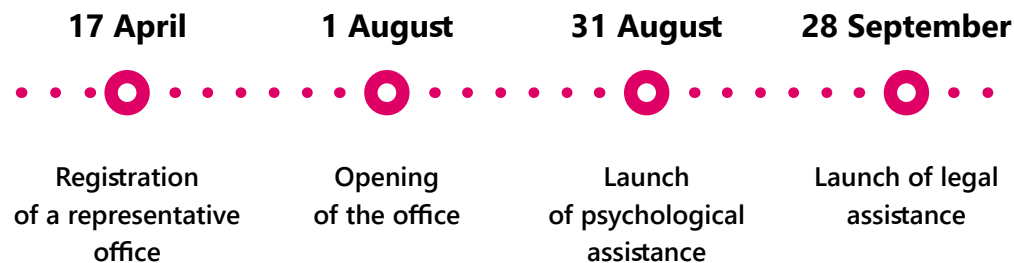 17 April
Registration
of a representative
office
1 August
Opening
of the office
31 August
Launch
of psychological
assistance
28 September
Launch of legal
assistance